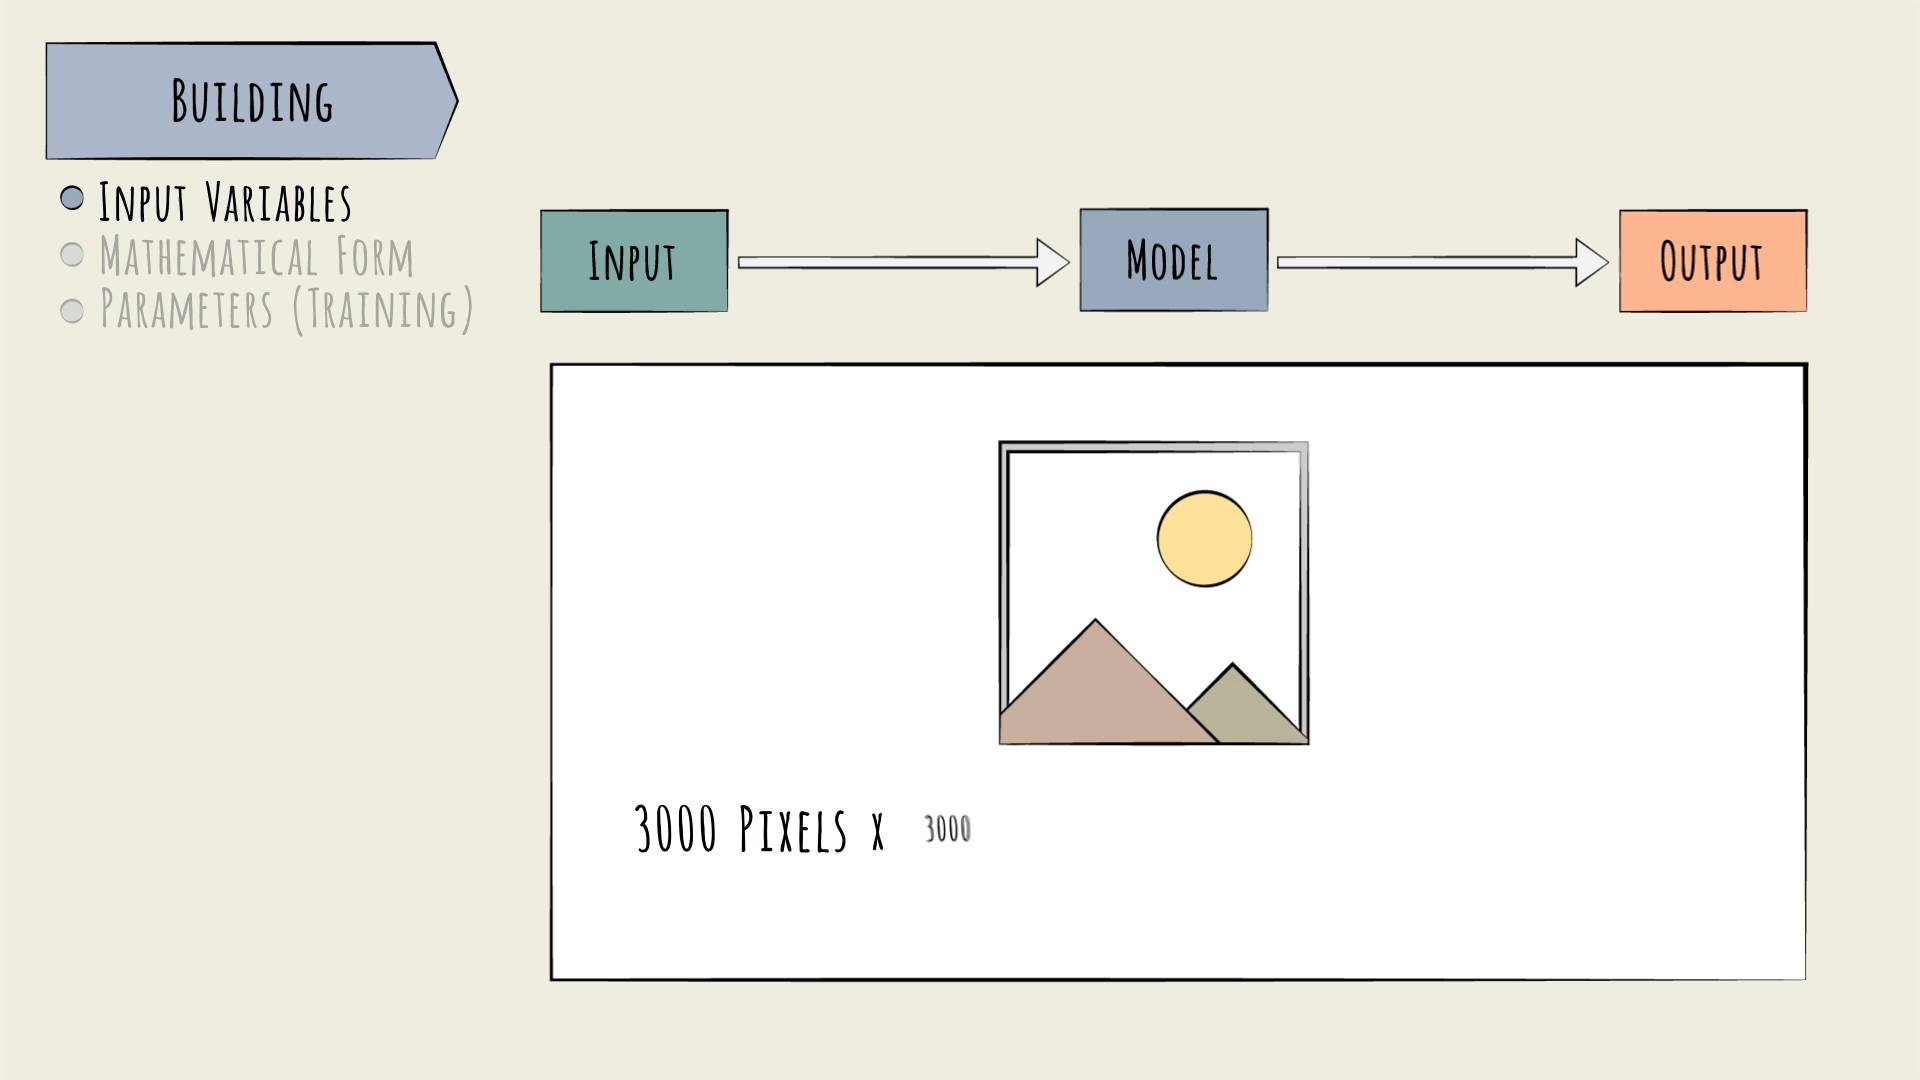 Building
Input Variables
Mathematical Form
Parameters (Training)
Input
Model
Output
3000 Pixels x 3000